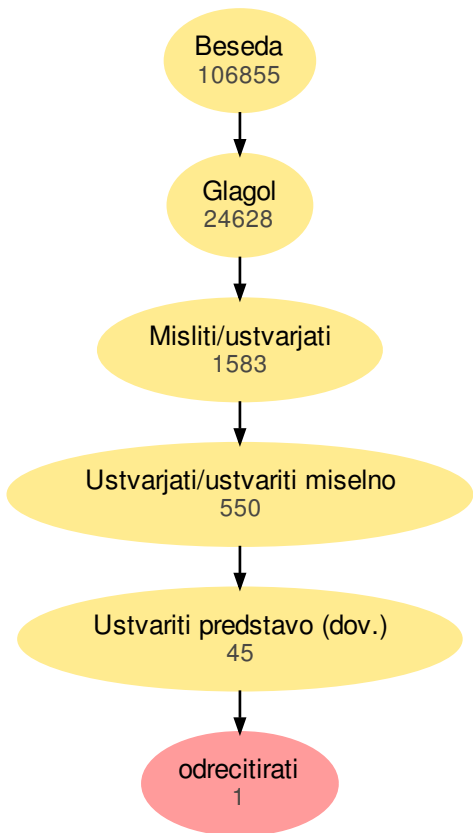 Beseda
106855
Glagol
24628
Misliti/ustvarjati
1583
Ustvarjati/ustvariti miselno
550
Ustvariti predstavo (dov.)
45
odrecitirati
1